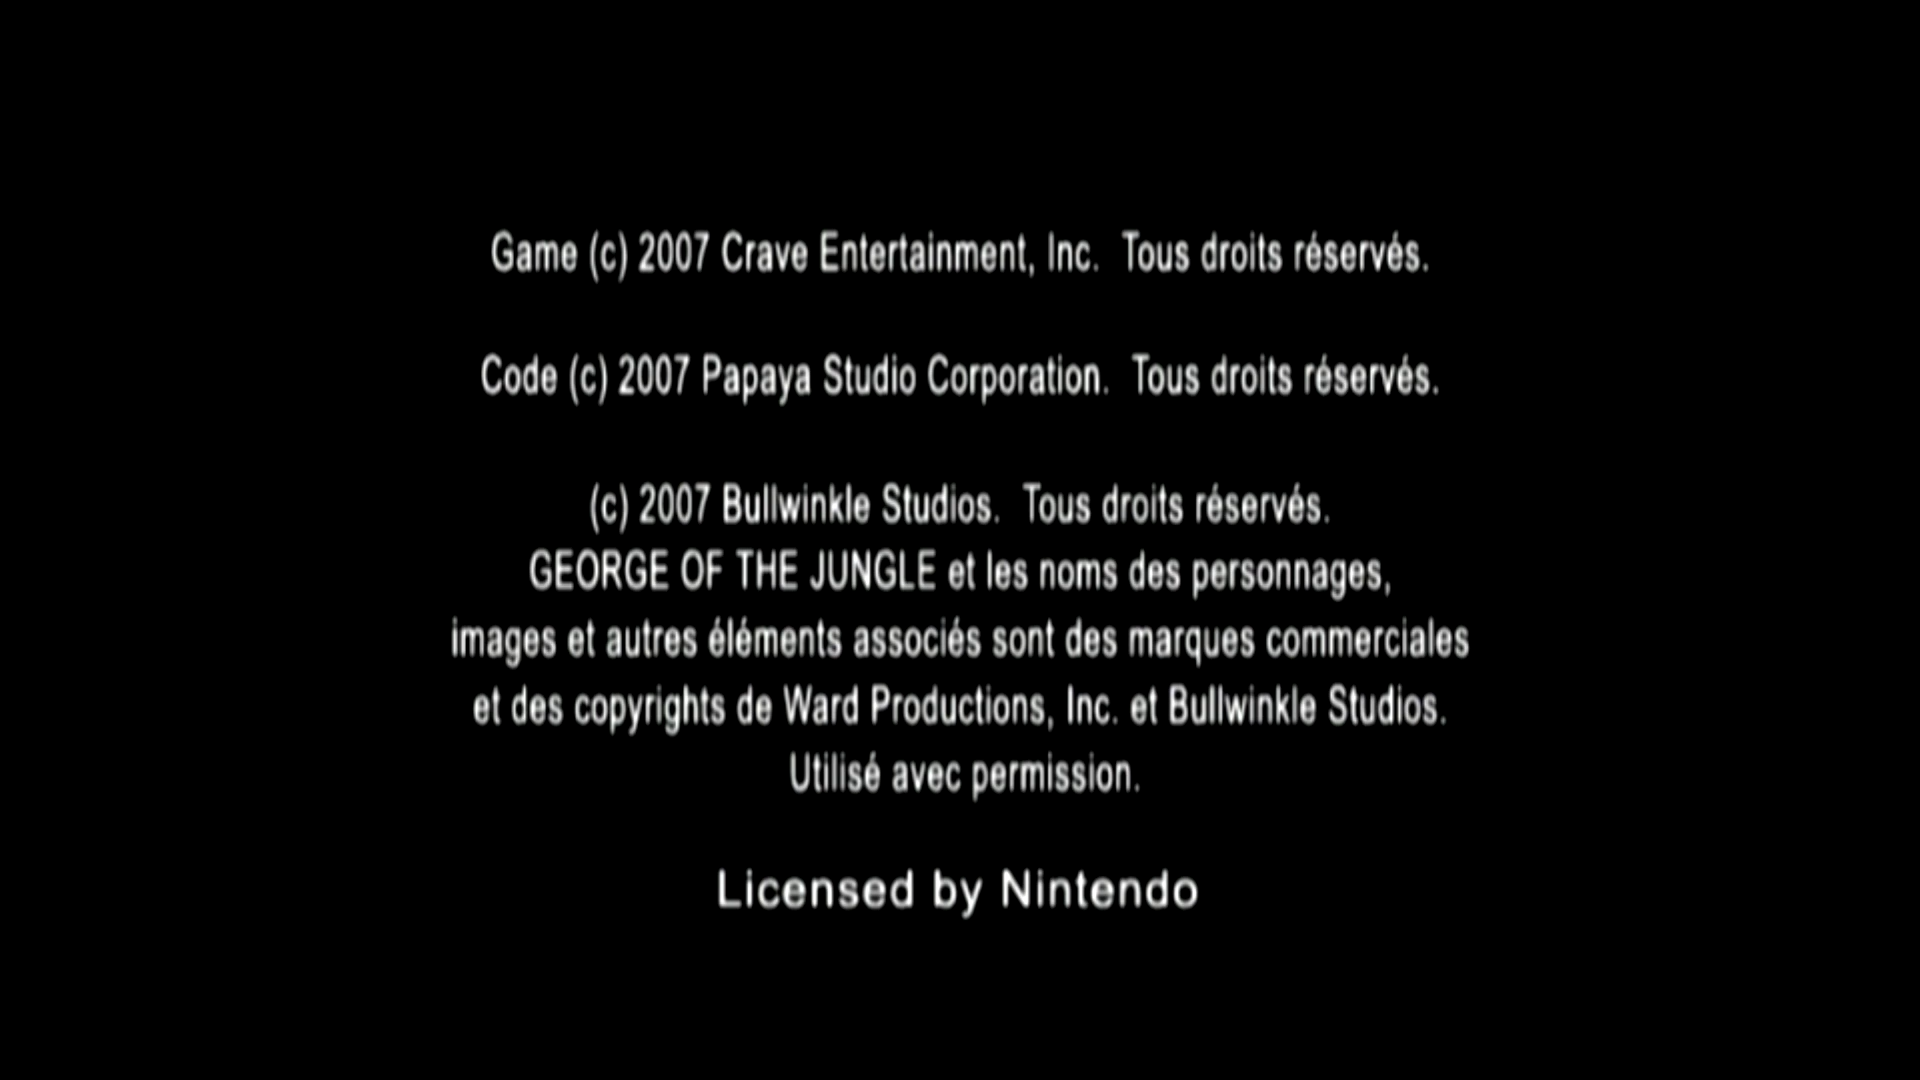 Game (c) 2007 Crave Entertainment, Inc.  Tous droits réservés.
Code (c) 2007 Papaya Studio Corporation.  Tous droits réservés.
(c) 2007 Bullwinkle Studios.  Tous droits réservés.
GEORGE OF THE JUNGLE et les noms des personnages,
images et autres éléments associés sont des marques commerciales
et des copyrights de Ward Productions, Inc. et Bullwinkle Studios.
Utilisé avec permission.
Licensed by Nintendo